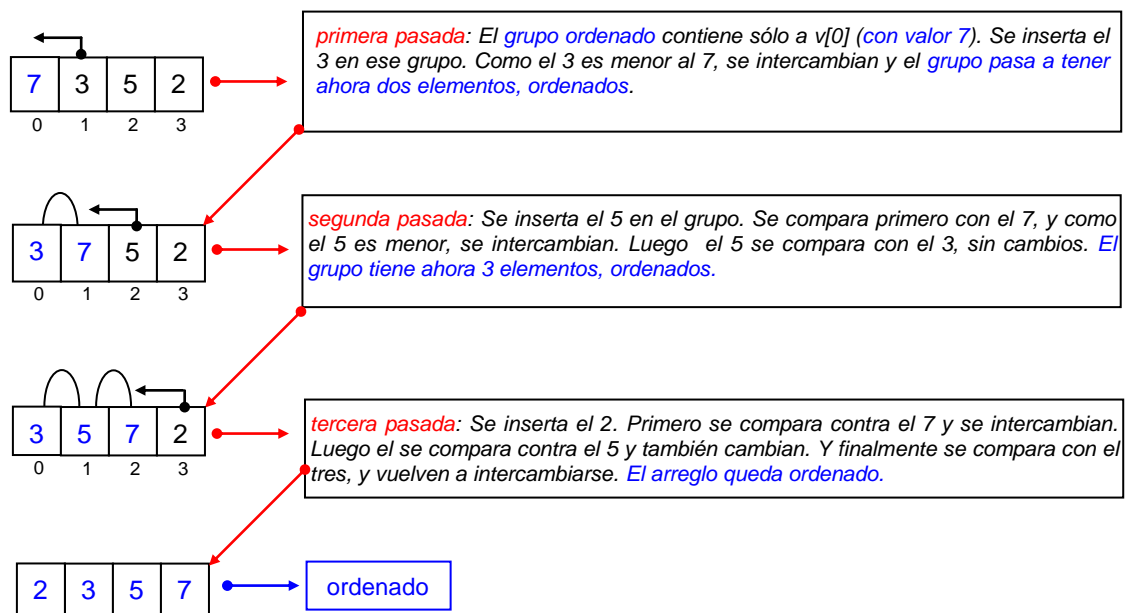 primera pasada: El grupo ordenado contiene sólo a v[0] (con valor 7). Se inserta el
3 en ese grupo. Como el 3 es menor al 7, se intercambian y el grupo pasa a tener
ahora dos elementos, ordenados.
7 3 5 2
0 1 2 3
segunda pasada: Se inserta el 5 en el grupo. Se compara primero con el 7, y como
el 5 es menor, se intercambian. Luego el 5 se compara con el 3, sin cambios. El
grupo tiene ahora 3 elementos, ordenados.
3 7 5 2
0 1 2 3
tercera pasada: Se inserta el 2. Primero se compara contra el 7 y se intercambian.
Luego el se compara contra el 5 y también cambian. Y finalmente se compara con el
tres, y vuelven a intercambiarse. El arreglo queda ordenado.
3 5 7 2
0 1 2 3
2 3 5 7
ordenado